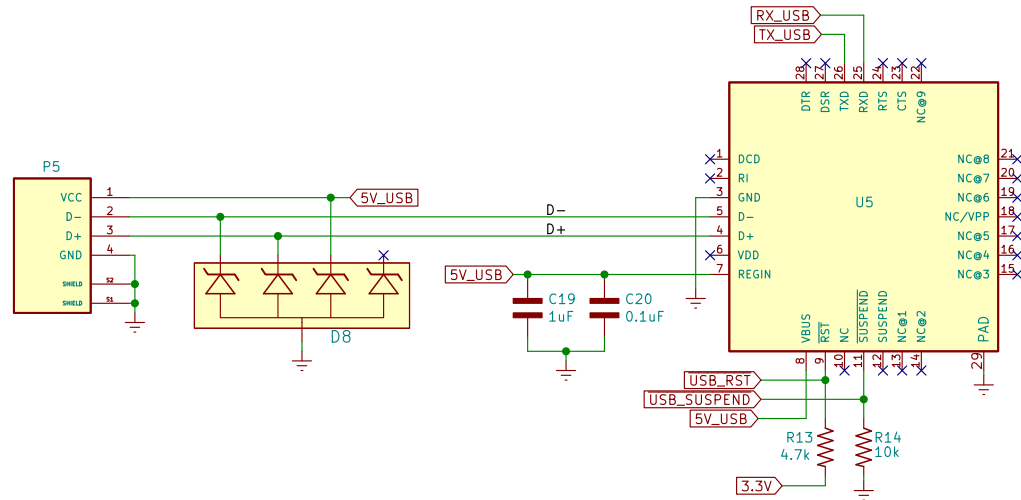 RX_USB
TX_USB
28 27 26 25 24 23 22
DTR DSR TXD RXD RTS CTS NC@9
P5
1 VCC
2 D-
3 D+
4 GND
SHIELD S2
SHIELD S1
5V_USB
D-
D+
D8
5V_USB
C19
1uF
C20
0.1uF
U5
1 DCD
2 RI
3 GND
5 D-
4 D+
6 VDD
7 REGIN
NC@8 21
NC@7 20
NC@6 19
NC/VPP 18
NC@5 17
NC@4 16
NC@3 15
VBUS RST NC SUSPEND SUSPEND NC@1 NC@2 PAD
8 9 10 11 12 13 14 29
USB_RST
USB_SUSPEND
5V_USB
R13
4.7k
R14
10k
3.3V